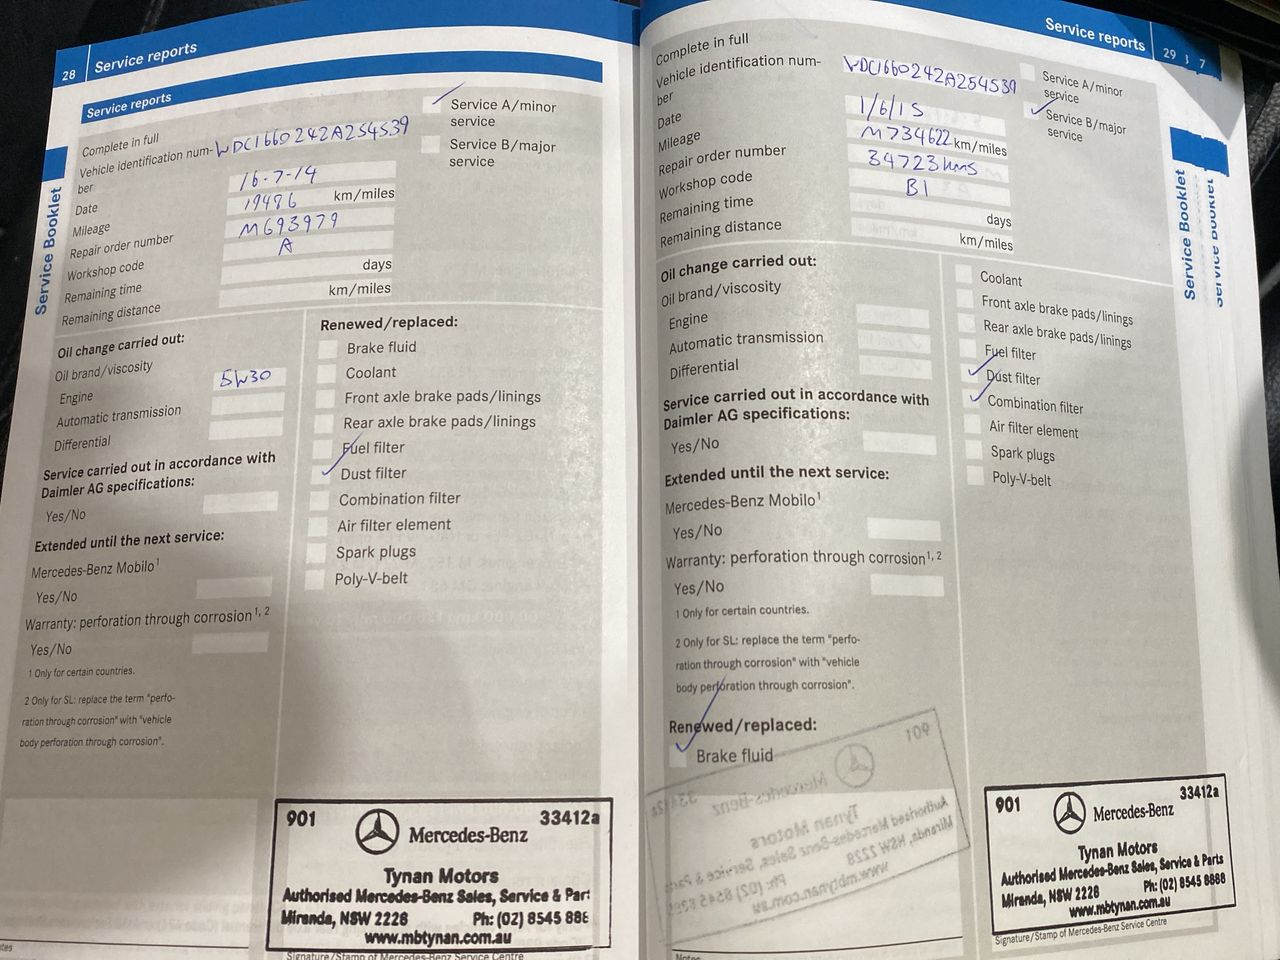 28 Service reports
Service reports
Service A/minor service
Service B/major service
Complete in full
Vehicle identification num-ber WDC1660242A254539
Date 16-7-14
Mileage 19496 km/miles
Repair order number M693979
Workshop code A
Remaining time days
Remaining distance km/miles
Oil change carried out:
Oil brand/viscosity
Engine 5W30
Automatic transmission
Differential
Service carried out in accordance with
Daimler AG specifications:
Yes/No
Extended until the next service:
Mercedes-Benz Mobilo1
Yes/No
Warranty: perforation through corrosion1, 2
Yes/No
1 Only for certain countries.
2 Only for SL: replace the term "perfo-
ration through corrosion" with "vehicle
body perforation through corrosion".
Renewed/replaced:
Brake fluid
Coolant
Front axle brake pads/linings
Rear axle brake pads/linings
Fuel filter
Dust filter
Combination filter
Air filter element
Spark plugs
Poly-V-belt
901 33412a
Mercedes-Benz
Tynan Motors
Authorised Mercedes-Benz Sales, Service & Par
Miranda, NSW 2228 Ph: (02) 8545 888
www.mbtynan.com.au
Signature/Stamp of Mercedes-Benz Service Centre
Service Booklet
Service reports 29
Complete in full
Vehicle identification num-ber WDC1660242A254539
Service A/minor service
Service B/major service
Date 1/6/15
Mileage M734622 km/miles
Repair order number 34723kms
Workshop code B1
Remaining time days
Remaining distance km/miles
Oil change carried out:
Oil brand/viscosity
Engine
Automatic transmission
Differential
Service carried out in accordance with
Daimler AG specifications:
Yes/No
Extended until the next service:
Mercedes-Benz Mobilo1
Yes/No
Warranty: perforation through corrosion1, 2
Yes/No
1 Only for certain countries.
2 Only for SL: replace the term "perfo-
ration through corrosion" with "vehicle
body perforation through corrosion".
Renewed/replaced:
Brake fluid
Coolant
Front axle brake pads/linings
Rear axle brake pads/linings
Fuel filter
Dust filter
Combination filter
Air filter element
Spark plugs
Poly-V-belt
901 33412a
Mercedes-Benz
Tynan Motors
Authorised Mercedes-Benz Sales, Service & Parts
Miranda, NSW 2228 Ph: (02) 8545 8888
www.mbtynan.com.au
Signature/Stamp of Mercedes-Benz Service Centre
Notes
Service Booklet